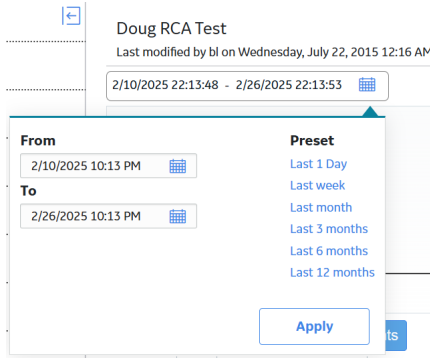 Doug RCA Test
Last modified by bl on Wednesday, July 22, 2015 12:16 AM
2/10/2025 22:13:48 - 2/26/2025 22:13:53
From
2/10/2025 10:13 PM
To
2/26/2025 10:13 PM
Preset
Last 1 Day
Last week
Last month
Last 3 months
Last 6 months
Last 12 months
Apply